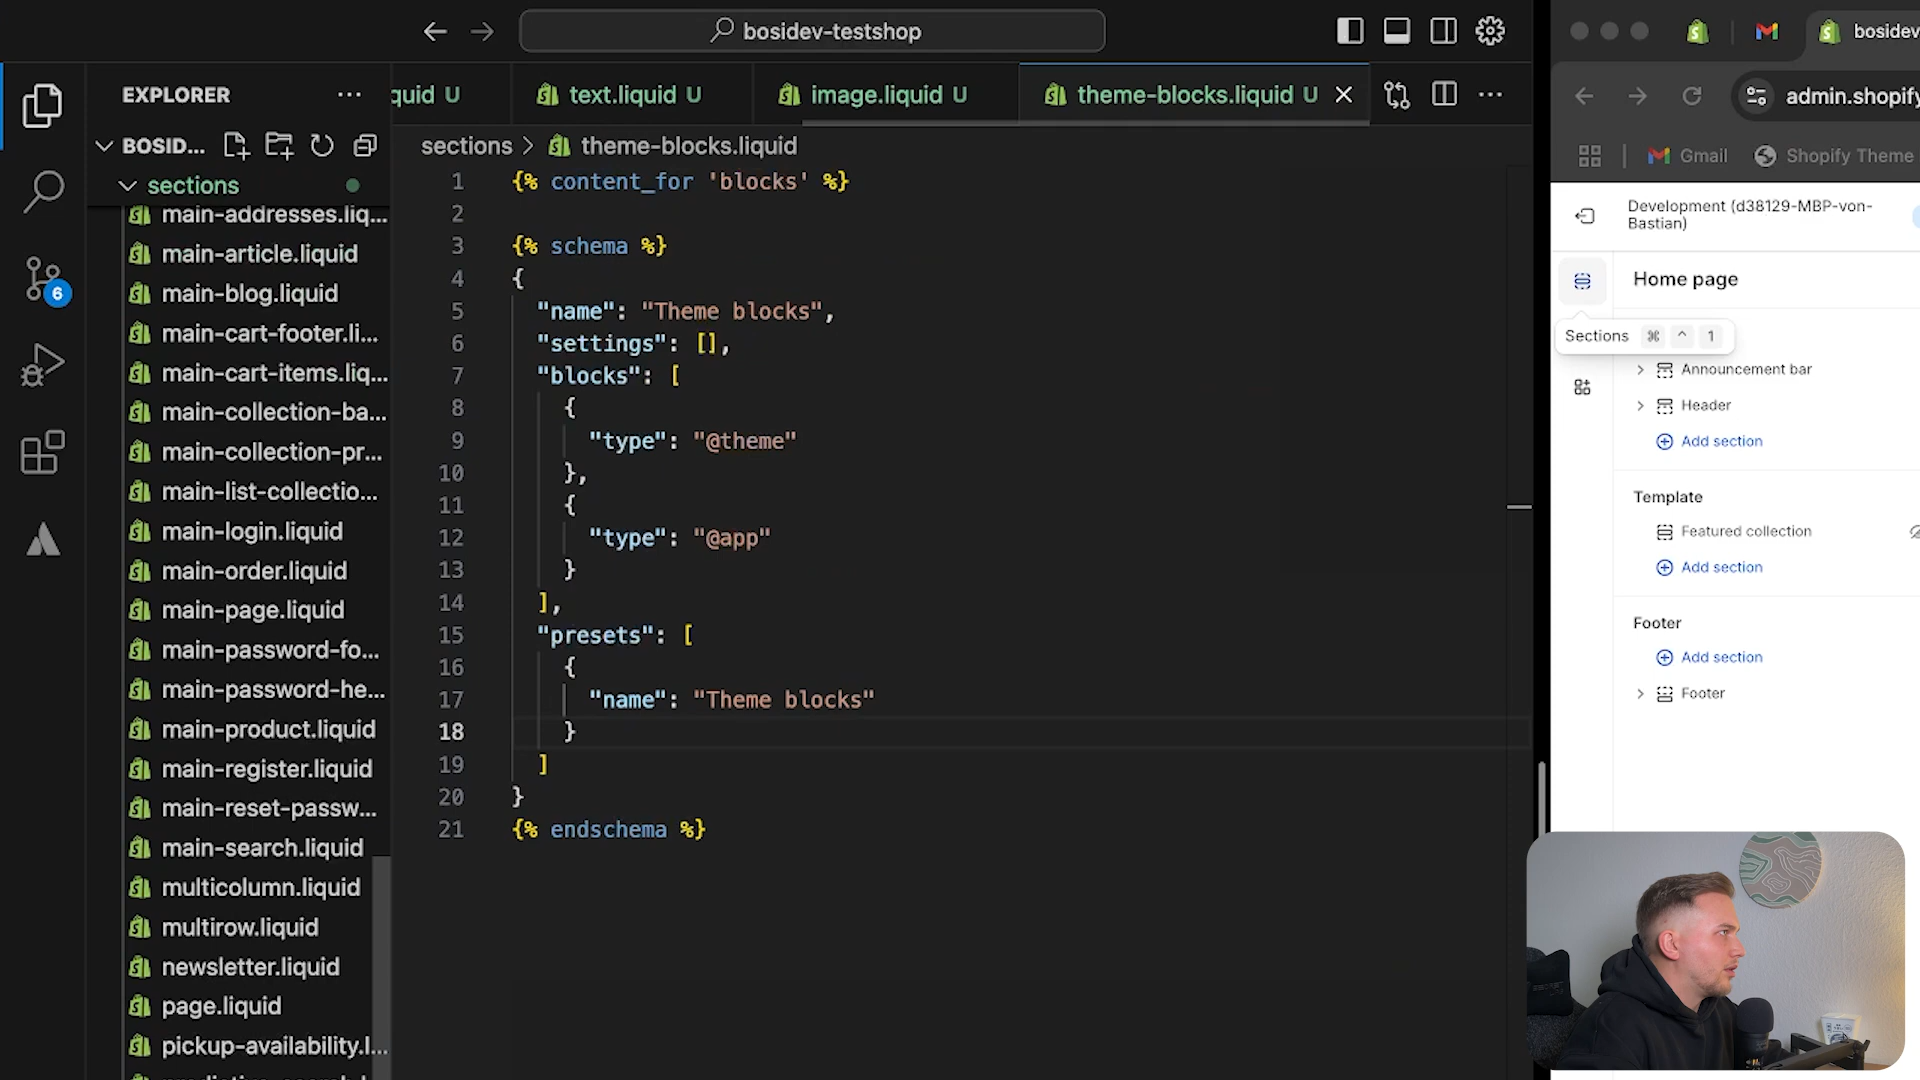 bosidev-testshop
EXPLORER
BOSID...
sections
main-addresses.liq...
main-article.liquid
main-blog.liquid
main-cart-footer.li...
main-cart-items.liq...
main-collection-ba...
main-collection-pr...
main-list-collectio...
main-login.liquid
main-order.liquid
main-page.liquid
main-password-fo...
main-password-he...
main-product.liquid
main-register.liquid
main-reset-passw...
main-search.liquid
multicolumn.liquid
multirow.liquid
newsletter.liquid
page.liquid
pickup-availability.l...
6
quid U
text.liquid U
image.liquid U
theme-blocks.liquid U
sections > theme-blocks.liquid
1 {% content_for 'blocks' %}
2
3 {% schema %}
4 {
5 "name": "Theme blocks",
6 "settings": [],
7 "blocks": [
8 {
9 "type": "@theme"
10 },
11 {
12 "type": "@app"
13 }
14 ],
15 "presets": [
16 {
17 "name": "Theme blocks"
18 }
19 ]
20 }
21 {% endschema %}
bosidev
admin.shopify
Gmail
Shopify Theme
Development (d38129-MBP-von-
Bastian)
Home page
Sections ⌘ ^ 1
Announcement bar
Header
Add section
Template
Featured collection
Add section
Footer
Add section
Footer